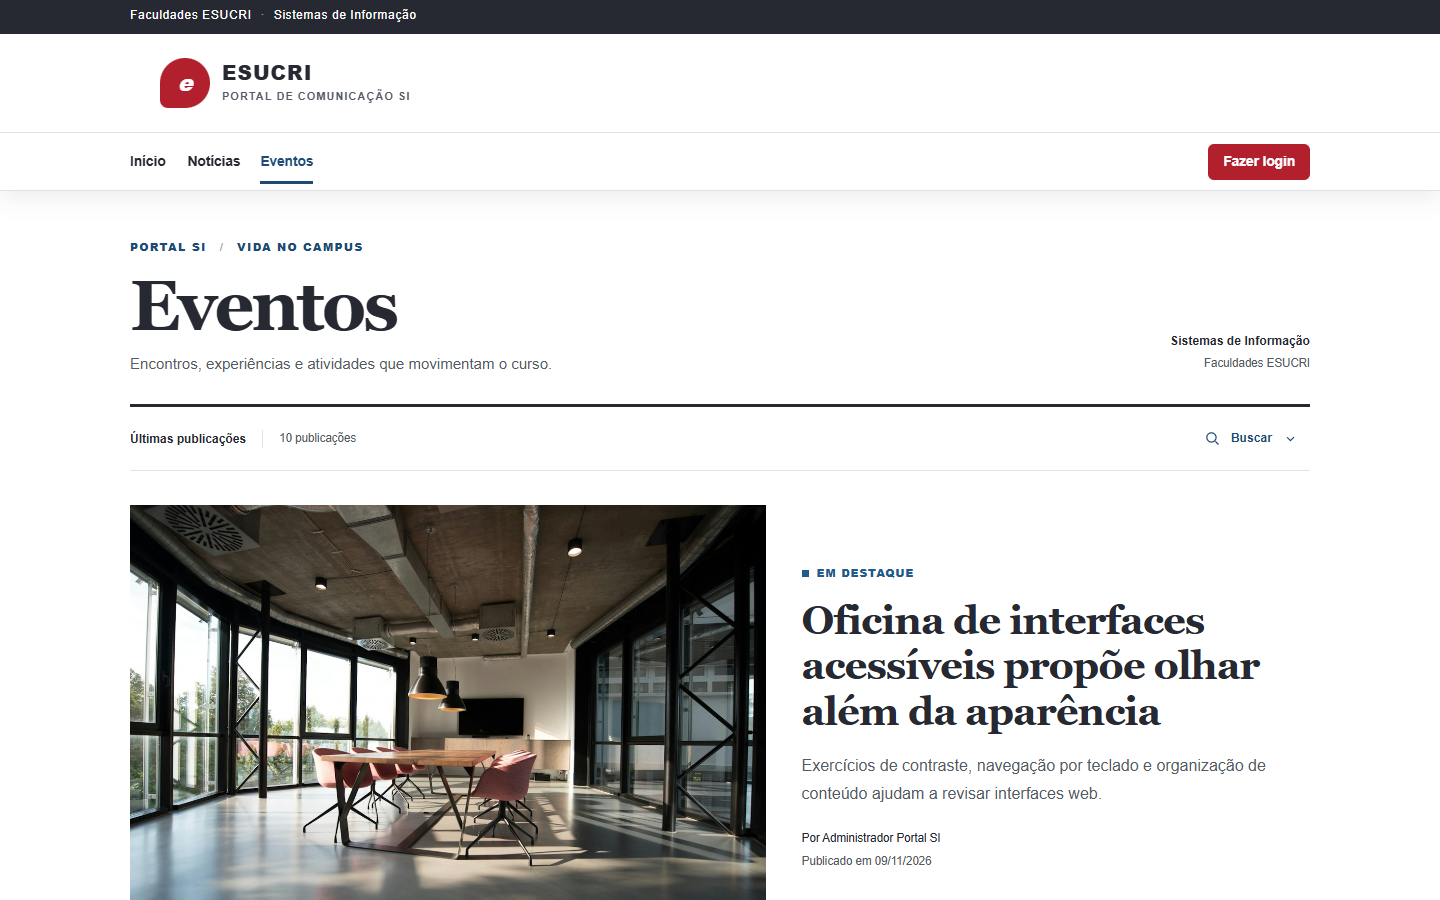 Faculdades ESUCRI · Sistemas de Informação
e
ESUCRI
PORTAL DE COMUNICAÇÃO SI
Início Notícias Eventos Fazer login
PORTAL SI / VIDA NO CAMPUS
Eventos
Encontros, experiências e atividades que movimentam o curso.
Sistemas de Informação
Faculdades ESUCRI
Últimas publicações 10 publicações Buscar
EM DESTAQUE
Oficina de interfaces
acessíveis propõe olhar
além da aparência
Exercícios de contraste, navegação por teclado e organização de
conteúdo ajudam a revisar interfaces web.
Por Administrador Portal SI
Publicado em 09/11/2026